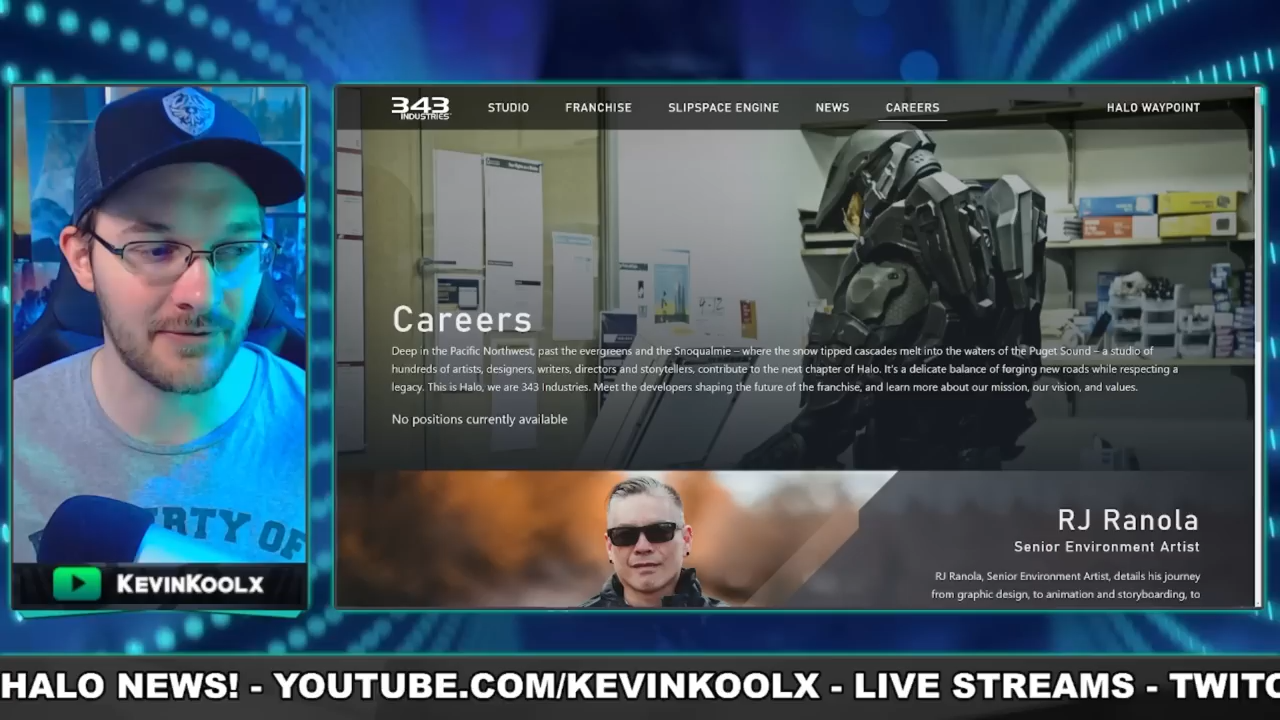 343
INDUSTRIES
STUDIO
FRANCHISE
SLIPSPACE ENGINE
NEWS
CAREERS
HALO WAYPOINT
Careers
Deep in the Pacific Northwest, past the evergreens and the Snoqualmie – where the snow tipped cascades melt into the waters of the Puget Sound – a studio of
hundreds of artists, designers, writers, directors and storytellers, contribute to the next chapter of Halo. It's a delicate balance of forging new roads while respecting a
legacy. This is Halo, we are 343 Industries. Meet the developers shaping the future of the franchise, and learn more about our mission, our vision, and values.
No positions currently available
RJ Ranola
Senior Environment Artist
RJ Ranola, Senior Environment Artist, details his journey
from graphic design, to animation and storyboarding, to
RTY OF
KEVINKOOLX
HALO NEWS! - YOUTUBE.COM/KEVINKOOLX - LIVE STREAMS - TWITC